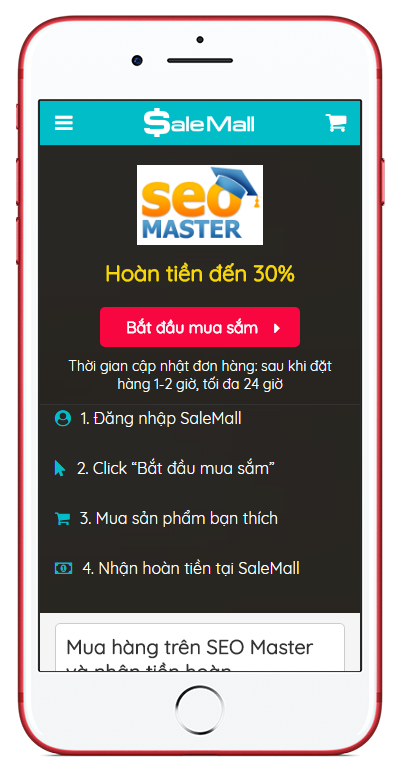 $aleMall
seo
MASTER
Hoàn tiền đến 30%
Bắt đầu mua sắm
Thời gian cập nhật đơn hàng: sau khi đặt
hàng 1-2 giờ, tối đa 24 giờ
1. Đăng nhập SaleMall
2. Click “Bắt đầu mua sắm”
3. Mua sản phẩm bạn thích
4. Nhận hoàn tiền tại SaleMall
Mua hàng trên SEO Master
và nhận tiền hoàn